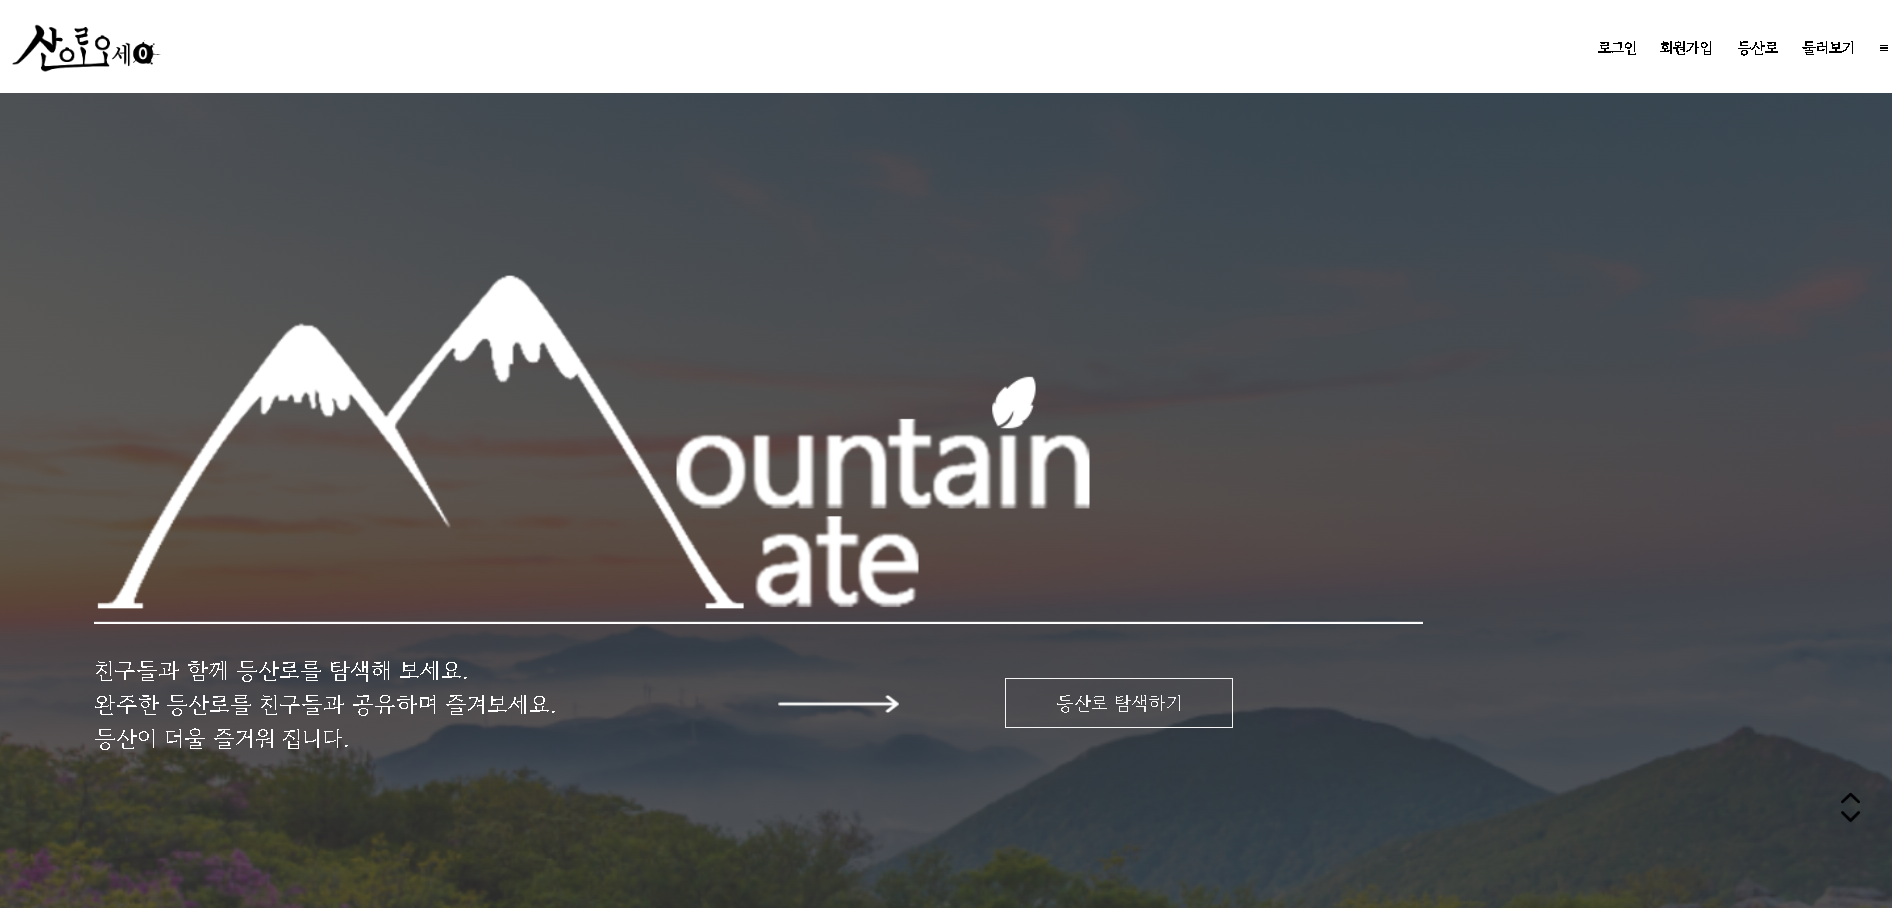 산으로오세요
로그인 회원가입 등산로 둘러보기
Mountain
Mate
친구들과 함께 등산로를 탐색해 보세요.
완주한 등산로를 친구들과 공유하며 즐겨보세요.
등산이 더욱 즐거워 집니다.
등산로 탐색하기